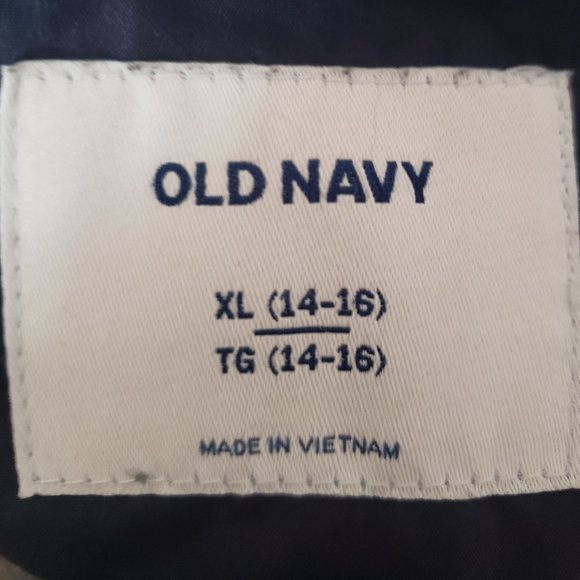 OLD NAVY
XL (14-16)
TG (14-16)
MADE IN VIETNAM